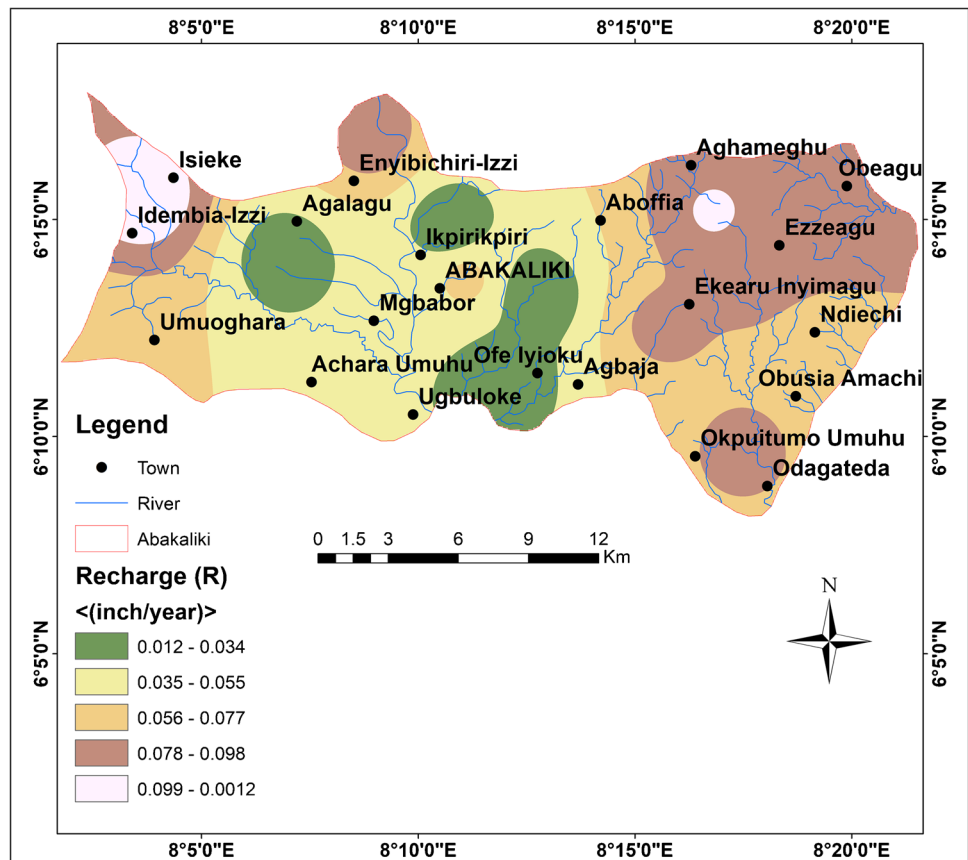 8°5'0"E 8°10'0"E 8°15'0"E 8°20'0"E
6°15'0"N 6°15'0"N
6°10'0"N 6°10'0"N
6°5'0"N 6°5'0"N
Isieke
Enyibichiri-Izzi
Aghameghu
Obeagu
Idembia-Izzi
Agalagu
Aboffia
Ikpirikpiri
Ezzeagu
ABAKALIKI
Ekearu Inyimagu
Mgbabor
Ndiechi
Umuoghara
Achara Umuhu
Ofe Iyioku
Agbaja
Obusia Amachi
Ugbuloke
Okpuitumo Umuhu
Odagateda
Legend
Town
River
Abakaliki
Recharge (R)
<(inch/year)>
0.012 - 0.034
0.035 - 0.055
0.056 - 0.077
0.078 - 0.098
0.099 - 0.0012
0 1.5 3 6 9 12
Km
N
8°5'0"E 8°10'0"E 8°15'0"E 8°20'0"E